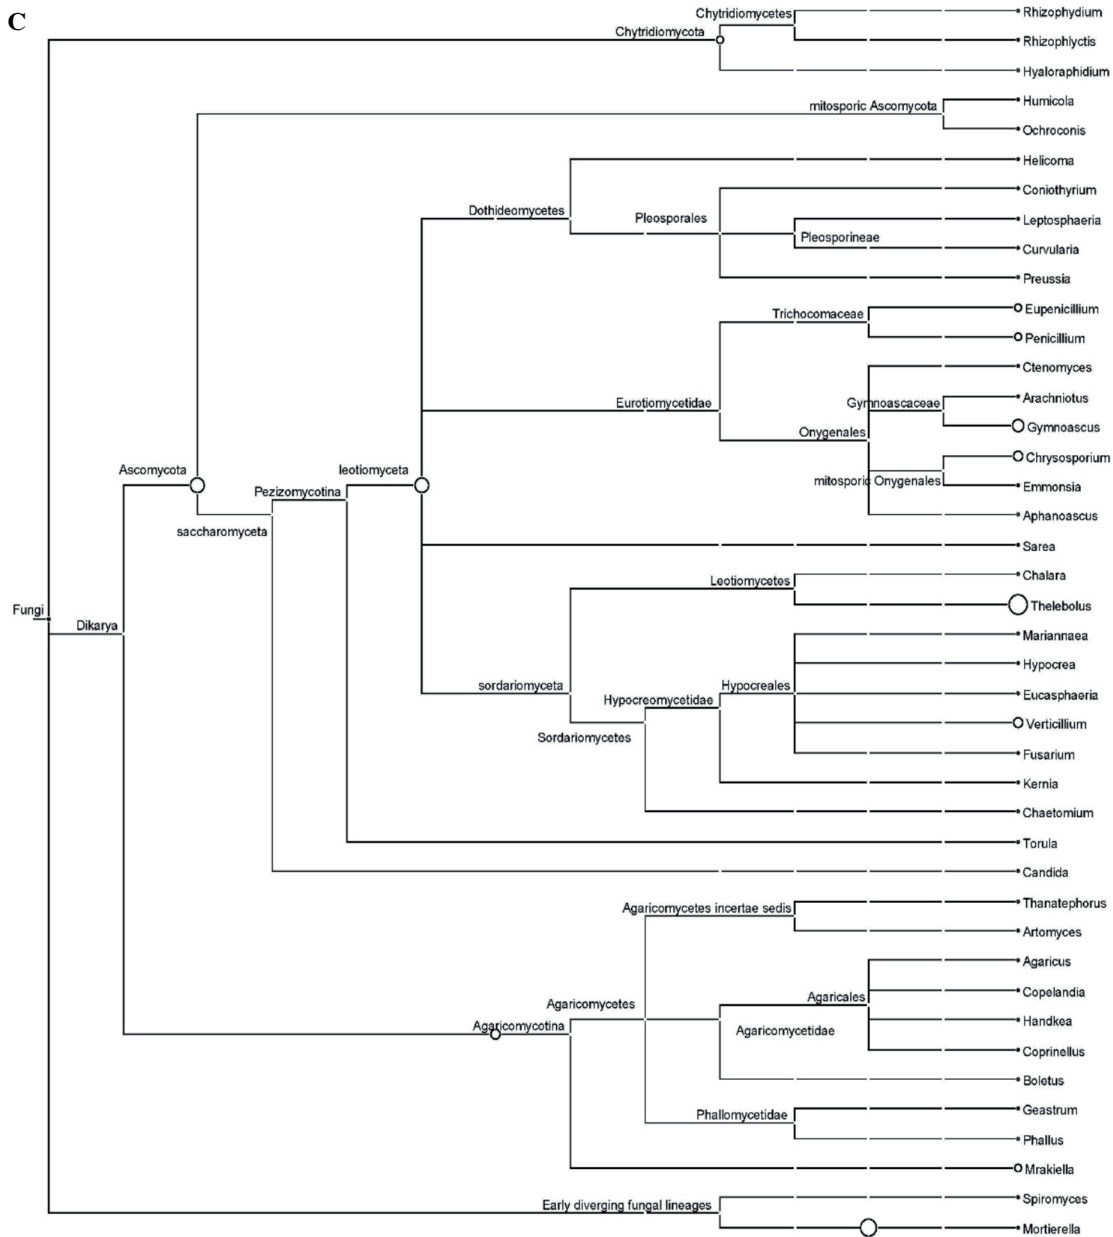 C
Chytridiomycetes
Rhizophydium
Chytridiomycota
Rhizophlyctis
Hyaloraphidium
mitosporic Ascomycota
Humicola
Ochroconis
Helicoma
Dothideomycetes
Coniothyrium
Pleosporales
Leptosphaeria
Pleosporineae
Curvularia
Preussia
Eupenicillium
Trichocomaceae
Penicillium
Ctenomyces
Eurotiomycetidae
Gymnoascaceae
Arachniotus
Onygenales
Gymnoascus
Chrysosporium
Ascomycota
leotiomyceta
mitosporic Onygenales
Emmonsia
Pezizomycotina
Aphanoascus
saccharomyceta
Sarea
Leotiomycetes
Chalara
Fungi
Thelebolus
Dikarya
Mariannaea
Hypocrea
sordariomyceta
Hypocreales
Eucasphaeria
Hypocreomycetidae
Verticillium
Sordariomycetes
Fusarium
Kernia
Chaetomium
Torula
Candida
Agaricomycetes incertae sedis
Thanatephorus
Artomyces
Agaricus
Agaricomycetes
Agaricales
Copelandia
Agaricomycotina
Agaricomycetidae
Handkea
Coprinellus
Boletus
Phallomycetidae
Geastrum
Phallus
Mrakiella
Early diverging fungal lineages
Spiromyces
Mortierella